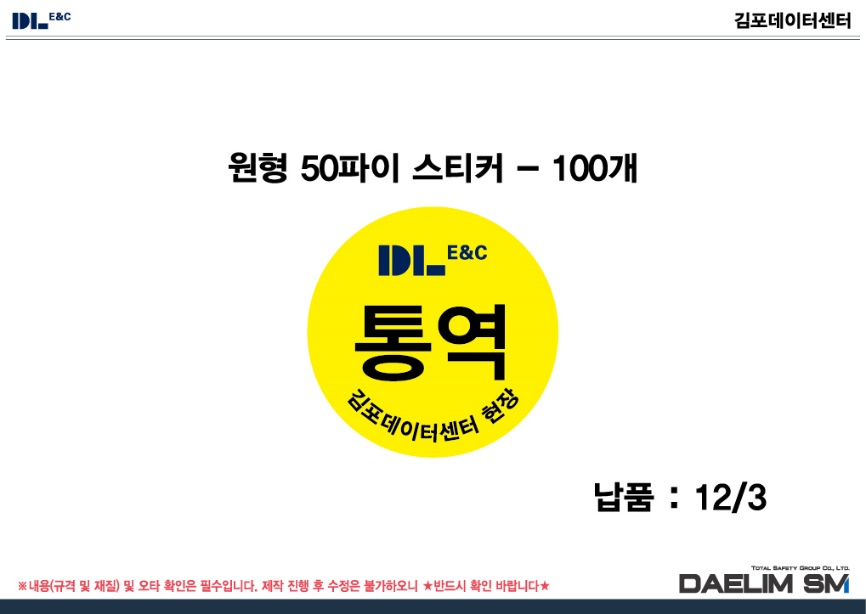 DL E&C
김포데이터센터
원형 50파이 스티커 – 100개
DL E&C
통역
김포데이터센터 현장
납품 : 12/3
※내용(규격 및 재질) 및 오타 확인은 필수입니다. 제작 진행 후 수정은 불가하오니 ★반드시 확인 바랍니다★
TOTAL SAFETY GROUP CO., LTD.
DAELIM SM